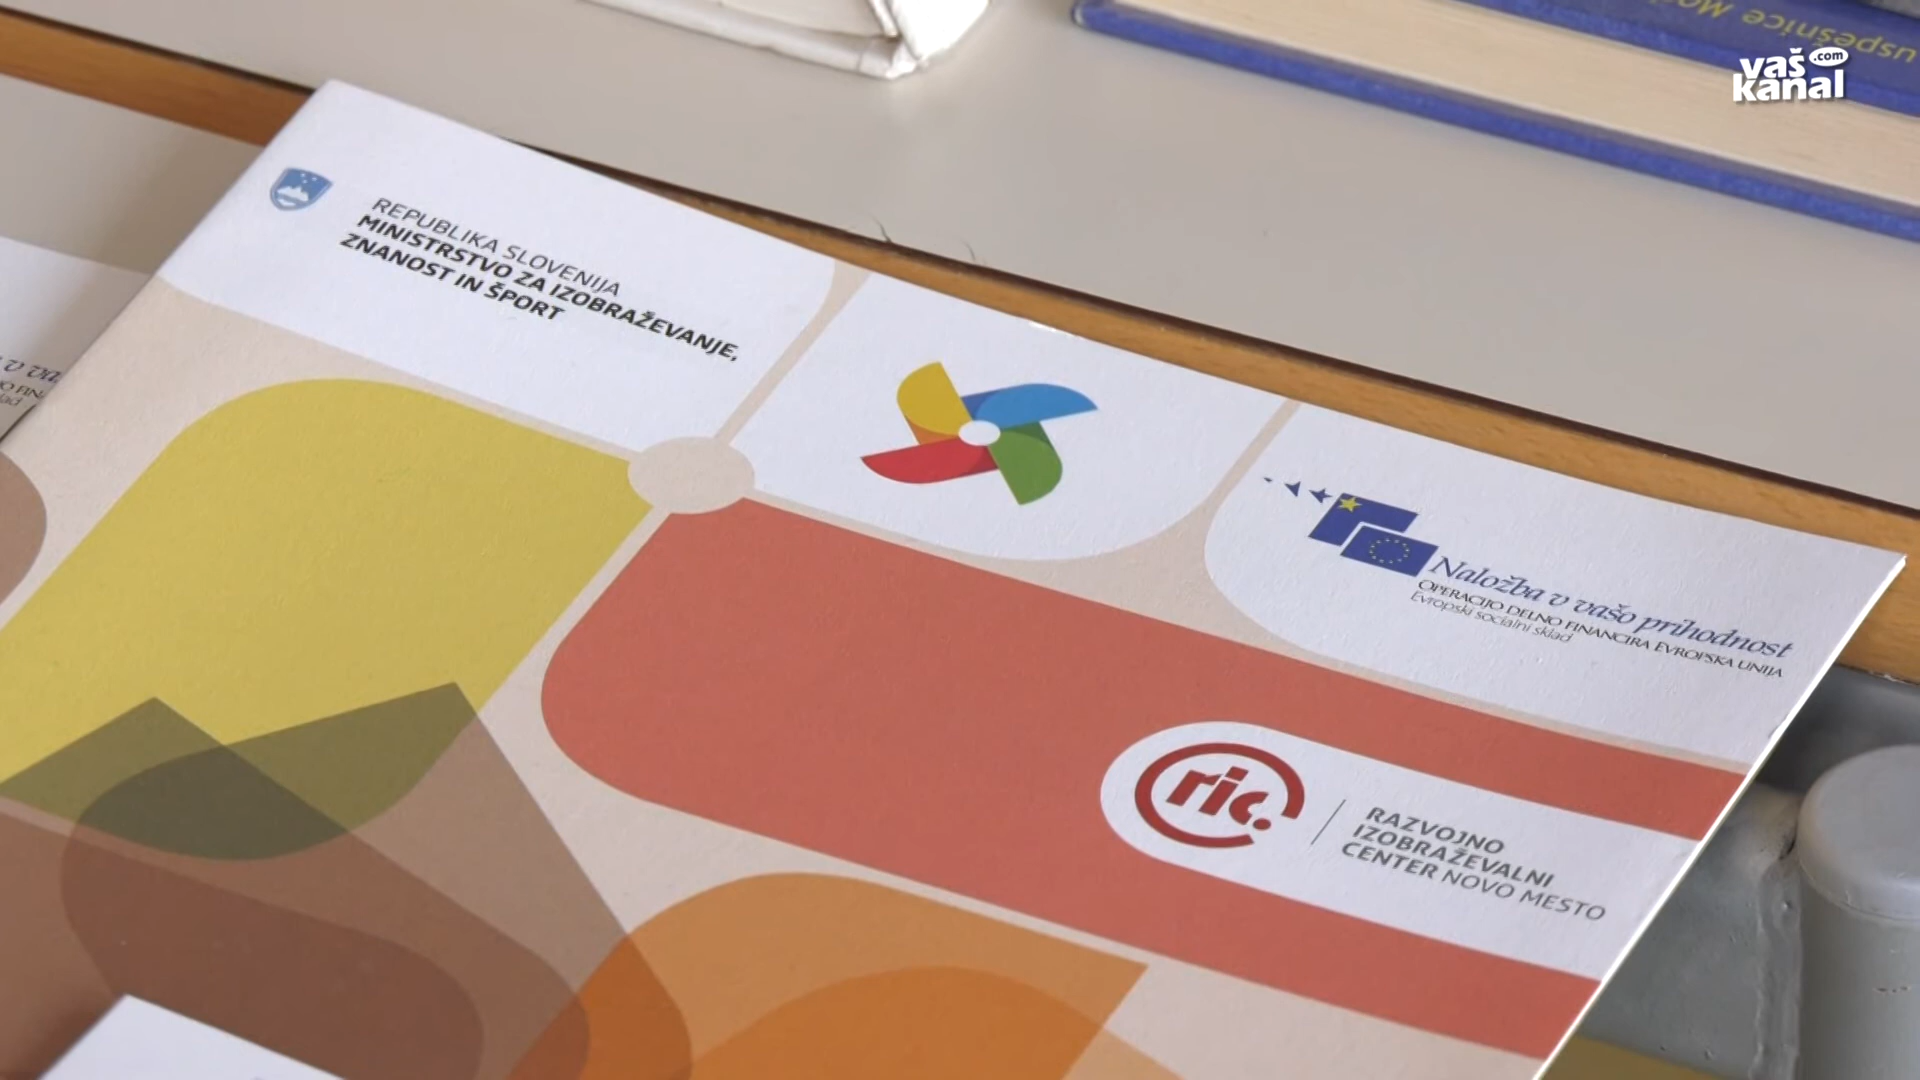 uspešnice
vaš .com
kanal
REPUBLIKA SLOVENIJA
MINISTRSTVO ZA IZOBRAŽEVANJE,
ZNANOST IN ŠPORT
Naložba v vašo prihodnost
OPERACIJO DELNO FINANCIRA EVROPSKA UNIJA
Evropski socialni sklad
ric.
RAZVOJNO
IZOBRAŽEVALNI
CENTER NOVO MESTO